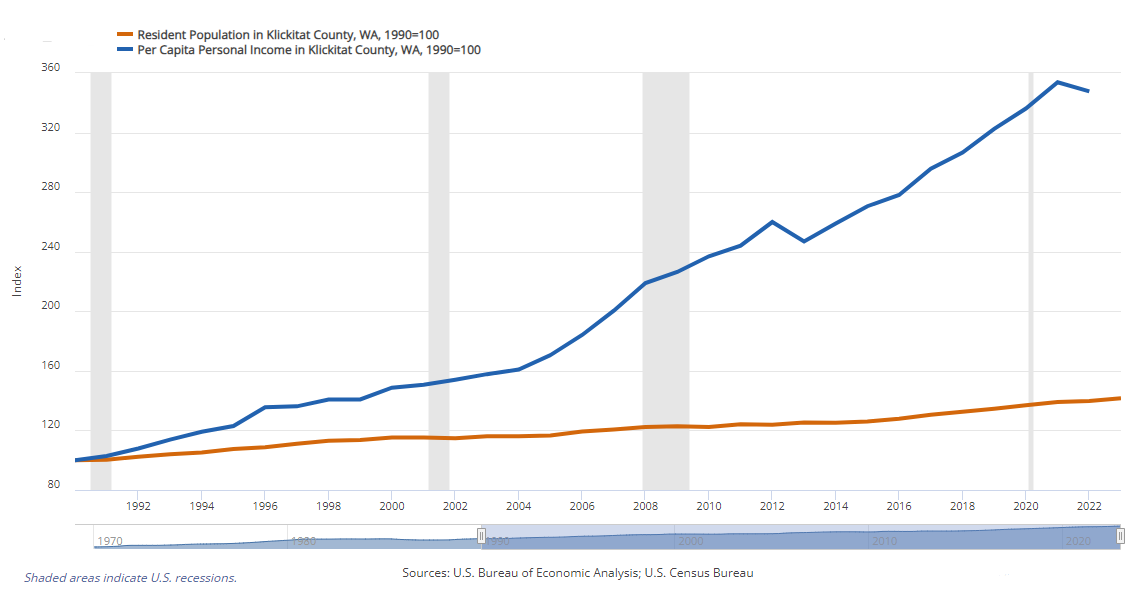 Resident Population in Klickitat County, WA, 1990=100
Per Capita Personal Income in Klickitat County, WA, 1990=100
360
320
280
240
200
160
120
80
Index
1992 1994 1996 1998 2000 2002 2004 2006 2008 2010 2012 2014 2016 2018 2020 2022
1970 1980 1990 2000 2010 2020
Shaded areas indicate U.S. recessions.
Sources: U.S. Bureau of Economic Analysis; U.S. Census Bureau